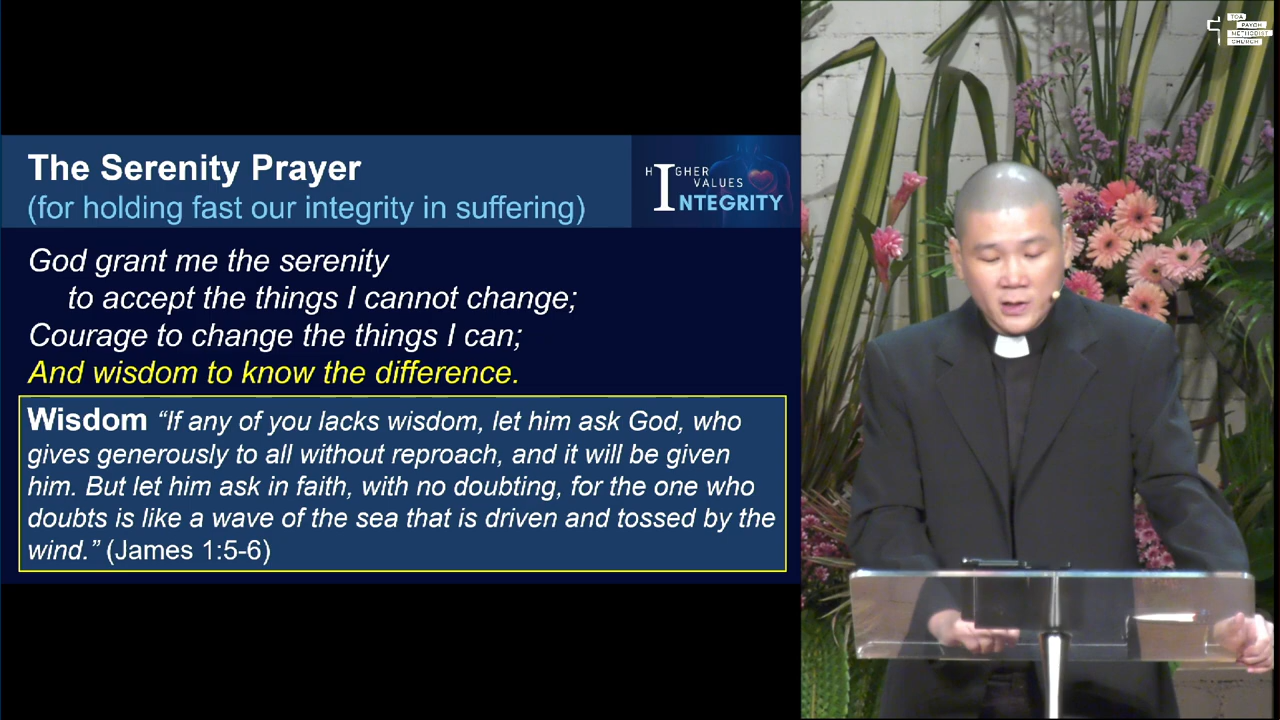 The Serenity Prayer
(for holding fast our integrity in suffering)
HIGHER
VALUES
INTEGRITY
God grant me the serenity
to accept the things I cannot change;
Courage to change the things I can;
And wisdom to know the difference.
Wisdom “If any of you lacks wisdom, let him ask God, who
gives generously to all without reproach, and it will be given
him. But let him ask in faith, with no doubting, for the one who
doubts is like a wave of the sea that is driven and tossed by the
wind.” (James 1:5-6)
TOA
PAYOH
METHODIST
CHURCH